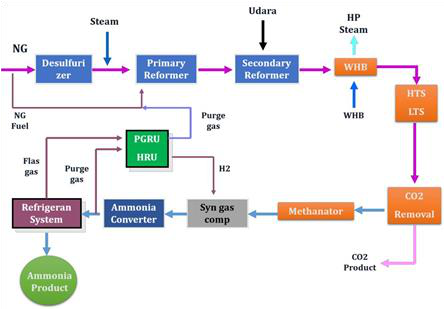 Steam
Udara
HP
Steam
NG
Desulfuri
zer
Primary
Reformer
Secondary
Reformer
WHB
NG
Fuel
Purge
gas
WHB
HTS
LTS
Flas
gas
Purge
gas
PGRU
HRU
H2
Refrigeran
System
Ammonia
Converter
Syn gas
comp
Methanator
CO2
Removal
Ammonia
Product
CO2
Product